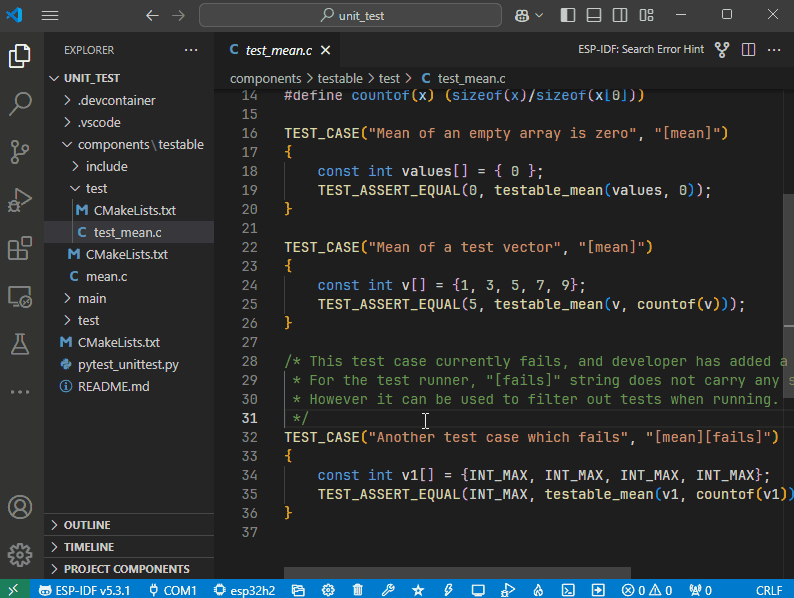 unit_test
EXPLORER
UNIT_TEST
.devcontainer
.vscode
components\testable
include
test
CMakeLists.txt
C test_mean.c
CMakeLists.txt
C mean.c
main
test
CMakeLists.txt
pytest_unittest.py
README.md
OUTLINE
TIMELINE
PROJECT COMPONENTS
C test_mean.c
ESP-IDF: Search Error Hint
components > testable > test > C test_mean.c
14 #define countof(x) (sizeof(x)/sizeof(x[0]))
15
16 TEST_CASE("Mean of an empty array is zero", "[mean]")
17 {
18 const int values[] = { 0 };
19 TEST_ASSERT_EQUAL(0, testable_mean(values, 0));
20 }
21
22 TEST_CASE("Mean of a test vector", "[mean]")
23 {
24 const int v[] = {1, 3, 5, 7, 9};
25 TEST_ASSERT_EQUAL(5, testable_mean(v, countof(v)));
26 }
27
28 /* This test case currently fails, and developer has added a
29 * For the test runner, "[fails]" string does not carry any s
30 * However it can be used to filter out tests when running.
31 */
32 TEST_CASE("Another test case which fails", "[mean][fails]")
33 {
34 const int v1[] = {INT_MAX, INT_MAX, INT_MAX, INT_MAX};
35 TEST_ASSERT_EQUAL(INT_MAX, testable_mean(v1, countof(v1))
36 }
37
ESP-IDF v5.3.1 COM1 esp32h2 0 0 0 CRLF